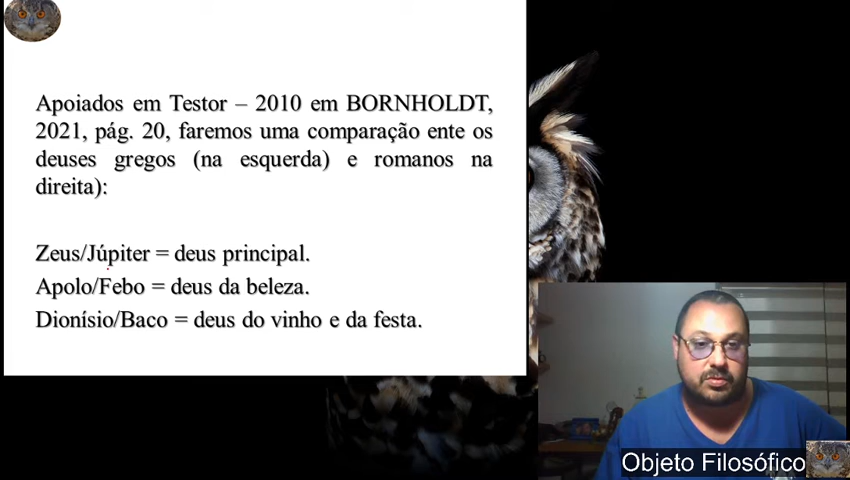 Apoiados em Testor – 2010 em BORNHOLDT,
2021, pág. 20, faremos uma comparação ente os
deuses gregos (na esquerda) e romanos na
direita):
Zeus/Júpiter = deus principal.
Apolo/Febo = deus da beleza.
Dionísio/Baco = deus do vinho e da festa.
Objeto Filosófico